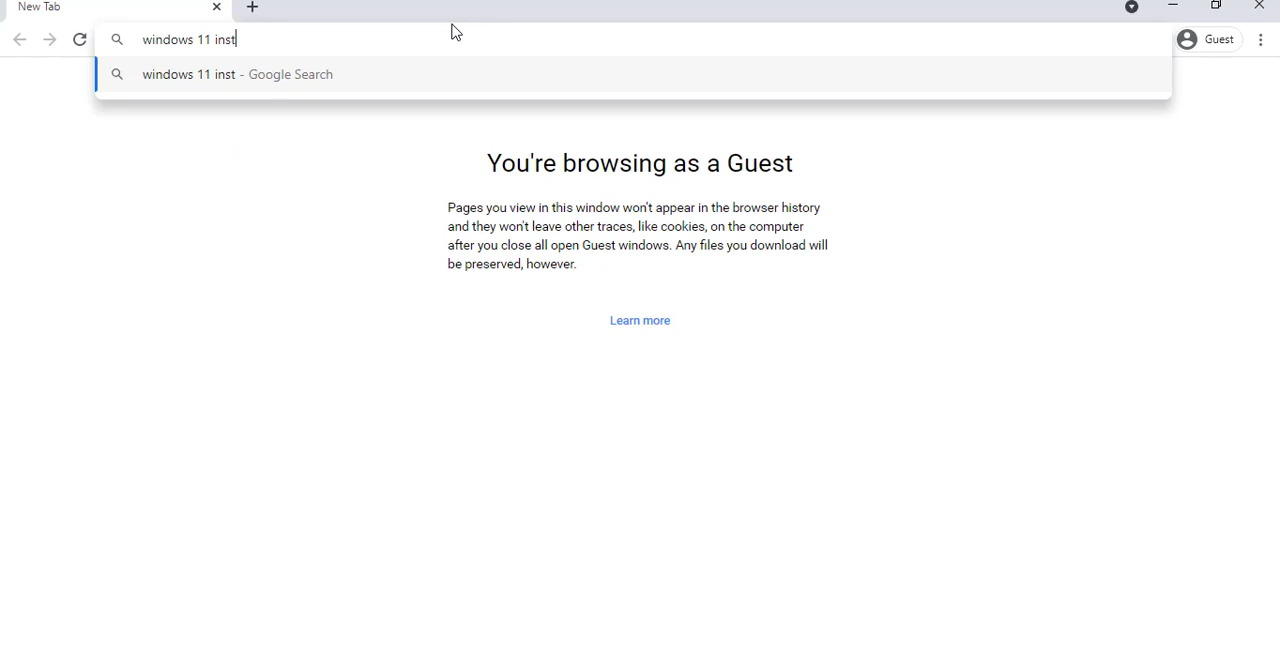 New Tab
windows 11 inst
Guest
windows 11 inst - Google Search
You're browsing as a Guest
Pages you view in this window won't appear in the browser history
and they won't leave other traces, like cookies, on the computer
after you close all open Guest windows. Any files you download will
be preserved, however.
Learn more